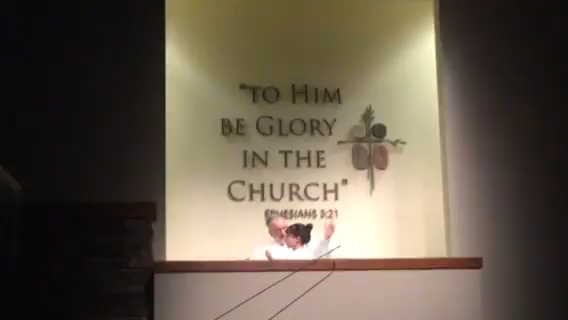 "To Him
be Glory
in the
Church"
Ephesians 3:21